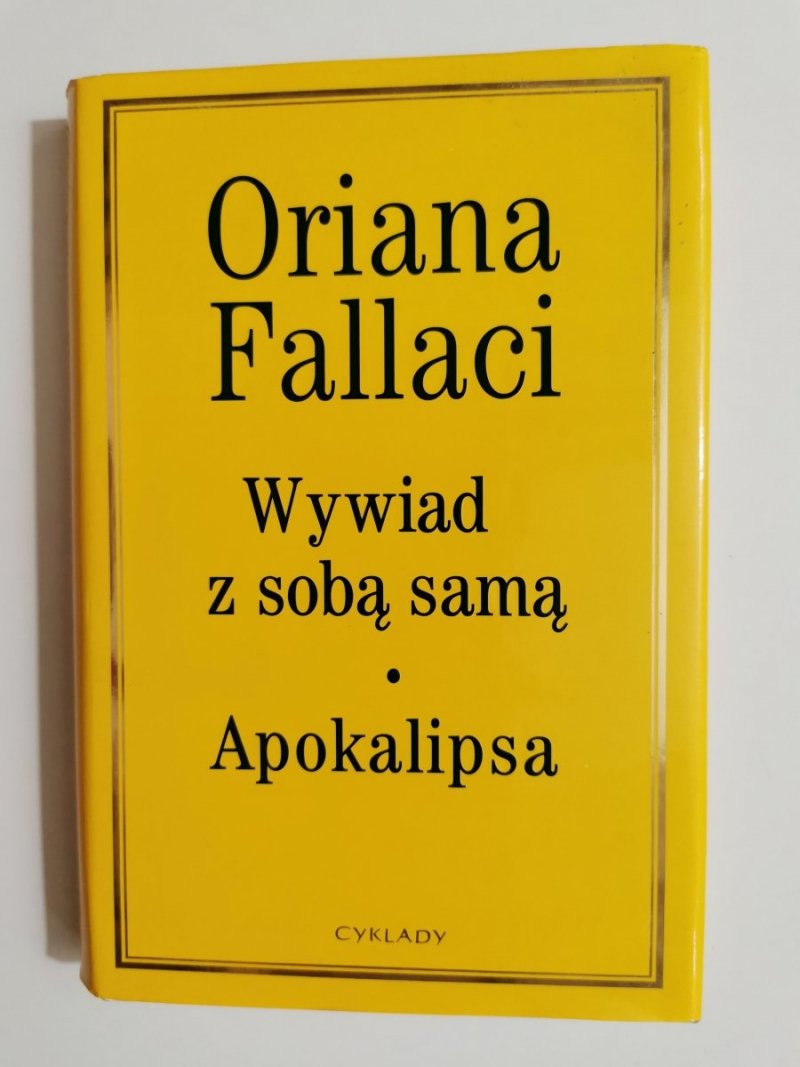 Oriana
Fallaci
Wywiad
z sobą samą
•
Apokalipsa
CYKLADY